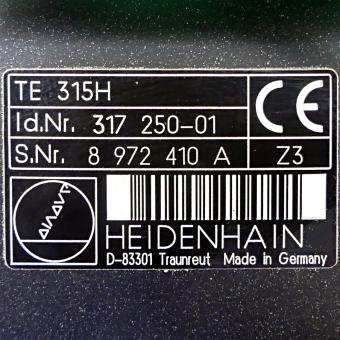 TE 315H
Id.Nr. 317 250-01
S.Nr. 8 972 410 A Z3
CE
DIADUR
HEIDENHAIN
D-83301 Traunreut Made in Germany